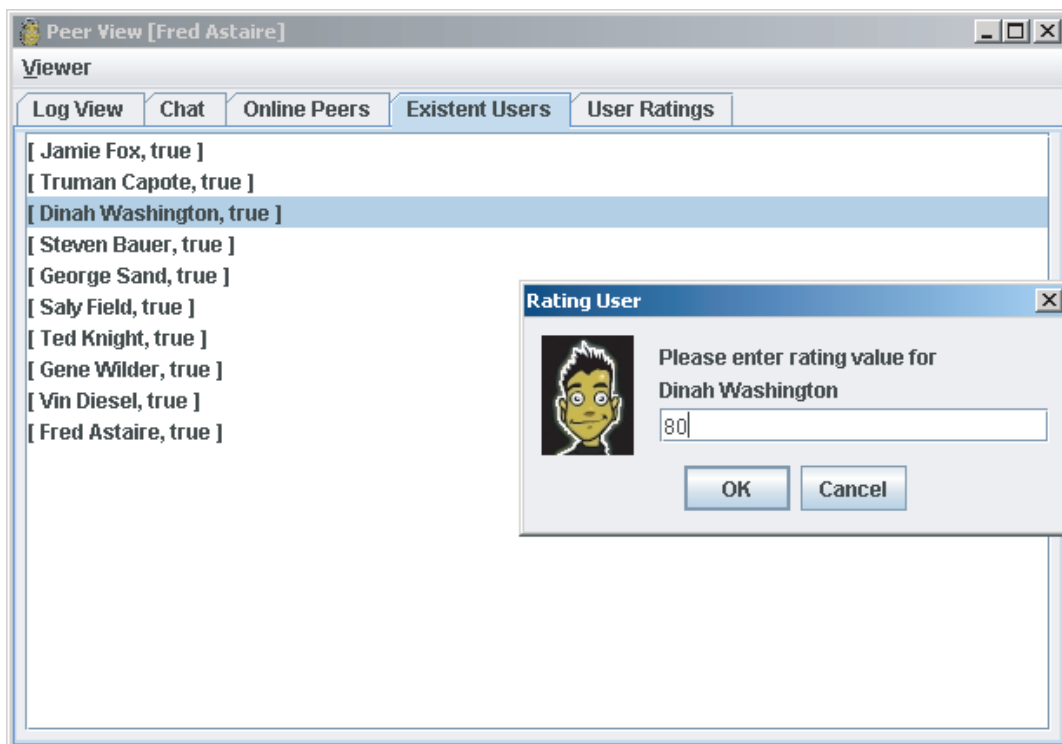 Peer View [Fred Astaire]
Viewer
Log View Chat Online Peers Existent Users User Ratings
[ Jamie Fox, true ]
[ Truman Capote, true ]
[ Dinah Washington, true ]
[ Steven Bauer, true ]
[ George Sand, true ]
[ Saly Field, true ]
[ Ted Knight, true ]
[ Gene Wilder, true ]
[ Vin Diesel, true ]
[ Fred Astaire, true ]
Rating User
Please enter rating value for
Dinah Washington
80
OK Cancel